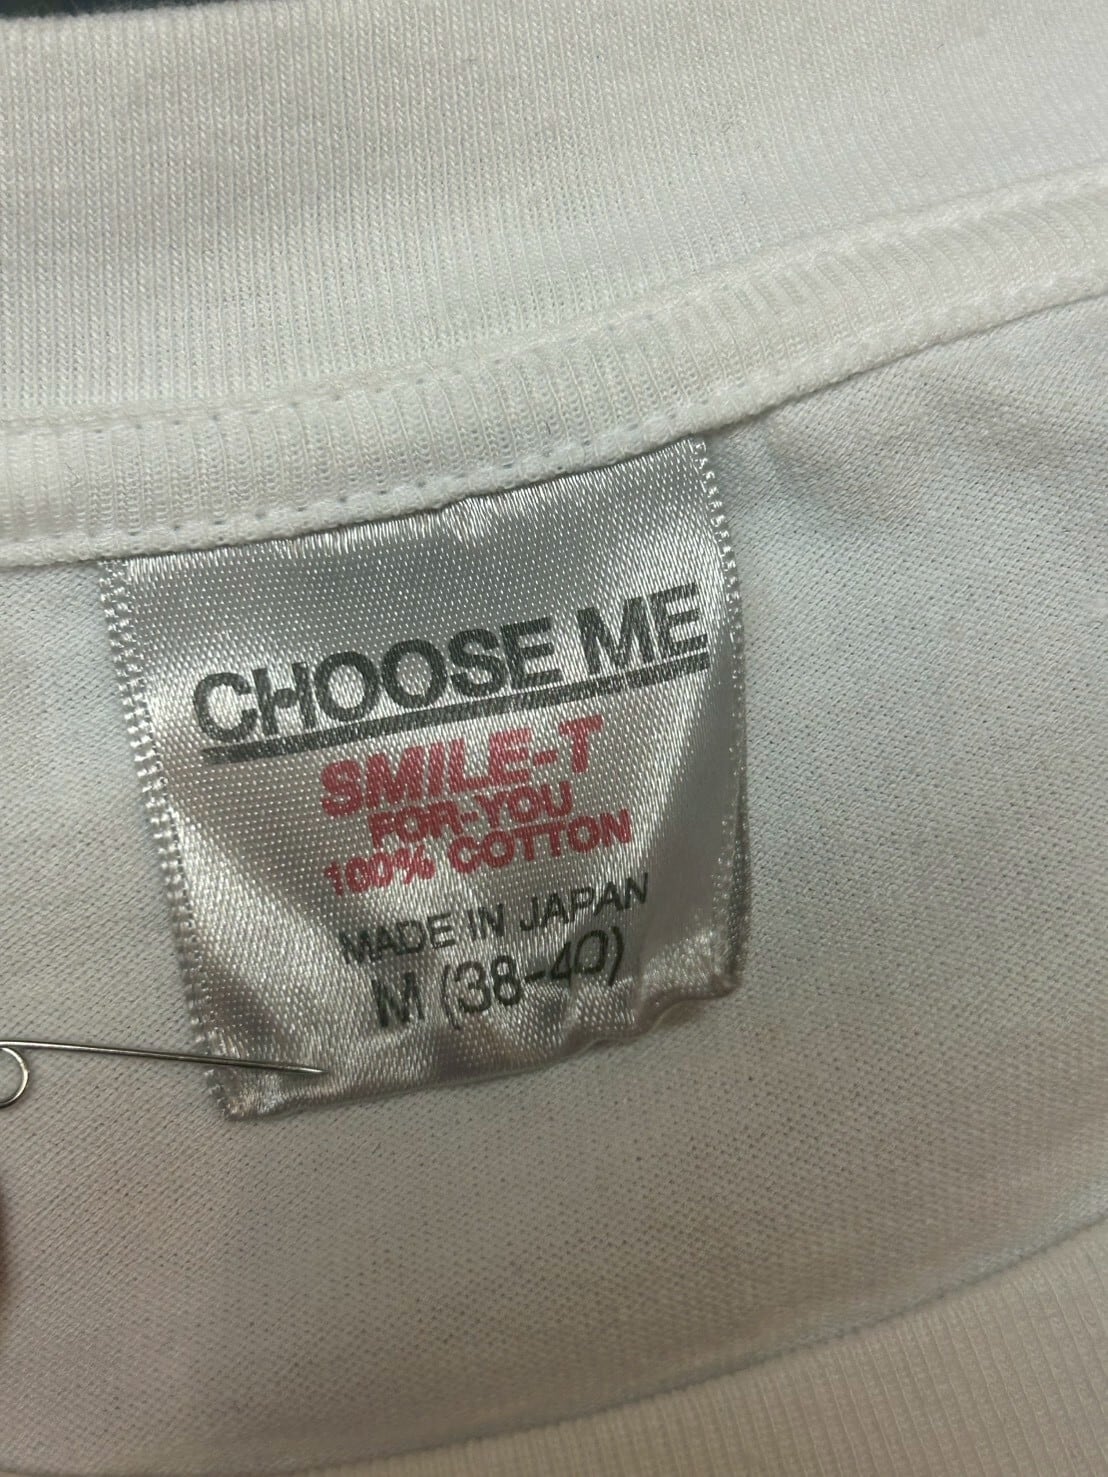 CHOOSE ME
SMILE-T
FOR-YOU
100% COTTON
MADE IN JAPAN
M (38-40)